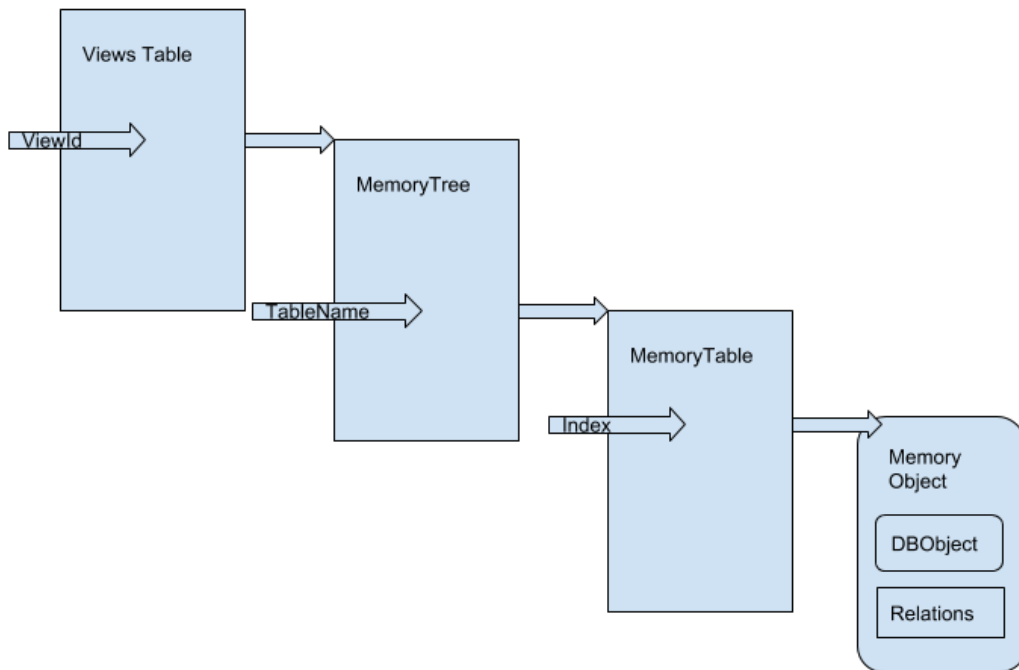 Views Table
ViewId
MemoryTree
TableName
MemoryTable
Index
Memory
Object
DBObject
Relations